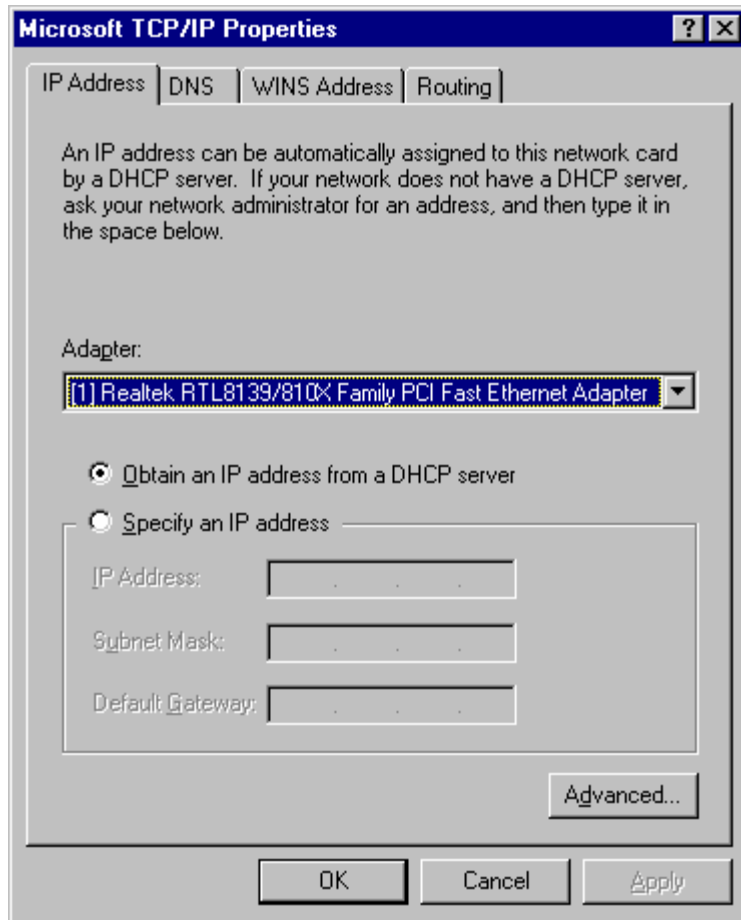 Microsoft TCP/IP Properties
IP Address DNS WINS Address Routing
An IP address can be automatically assigned to this network card
by a DHCP server. If your network does not have a DHCP server,
ask your network administrator for an address, and then type it in
the space below.
Adapter:
[1] Realtek RTL8139/810X Family PCI Fast Ethernet Adapter
Obtain an IP address from a DHCP server
Specify an IP address
IP Address:
Subnet Mask:
Default Gateway:
Advanced...
OK Cancel Apply